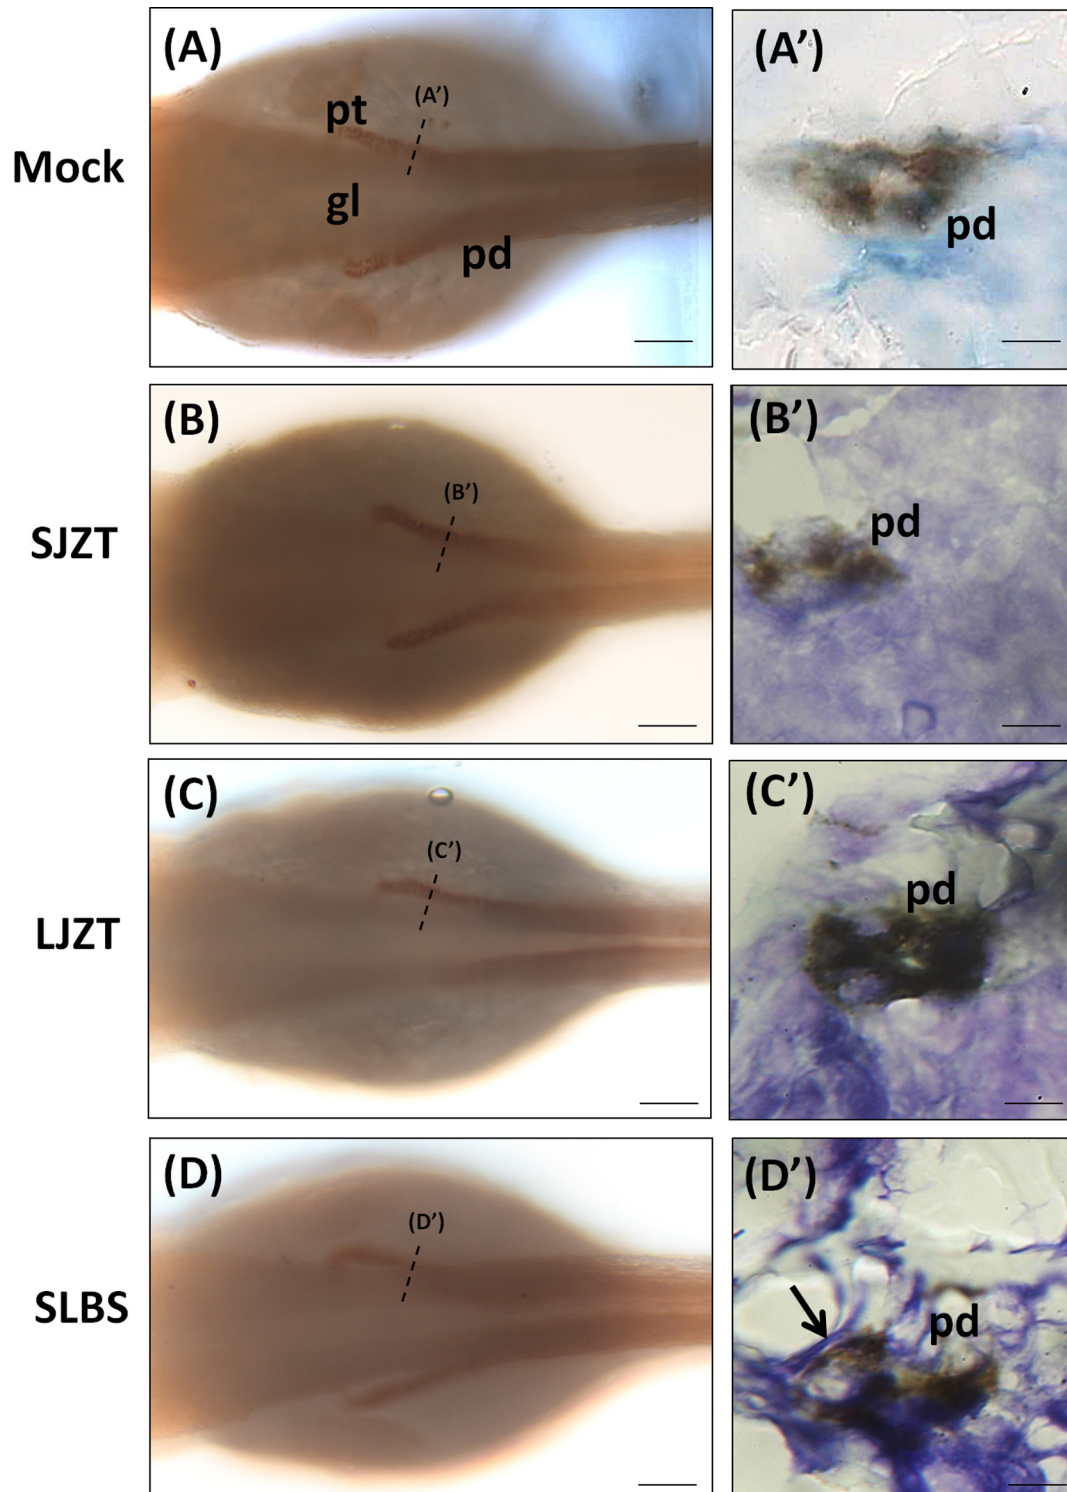 (A)
(A’)
pt
(A’)
Mock
gl
pd
pd
(B)
(B’)
(B’)
pd
SJZT
(C)
(C’)
(C’)
pd
LJZT
(D)
(D’)
(D’)
pd
SLBS